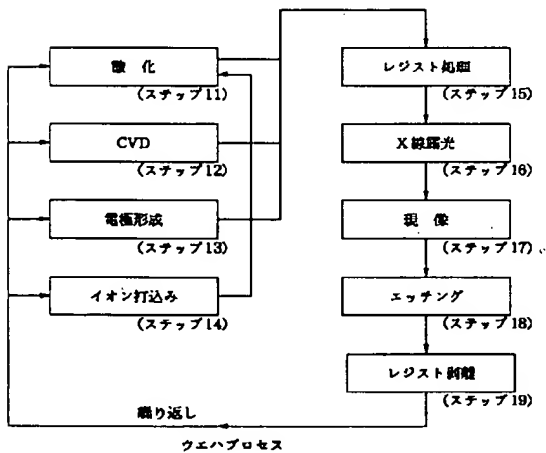 酸 化
(ステップ11)
CVD
(ステップ12)
電極形成
(ステップ13)
イオン打込み
(ステップ14)
レジスト処理
(ステップ15)
X線露光
(ステップ16)
現 像
(ステップ17)
エッチング
(ステップ18)
レジスト剥離
(ステップ19)
繰り返し
ウエハプロセス